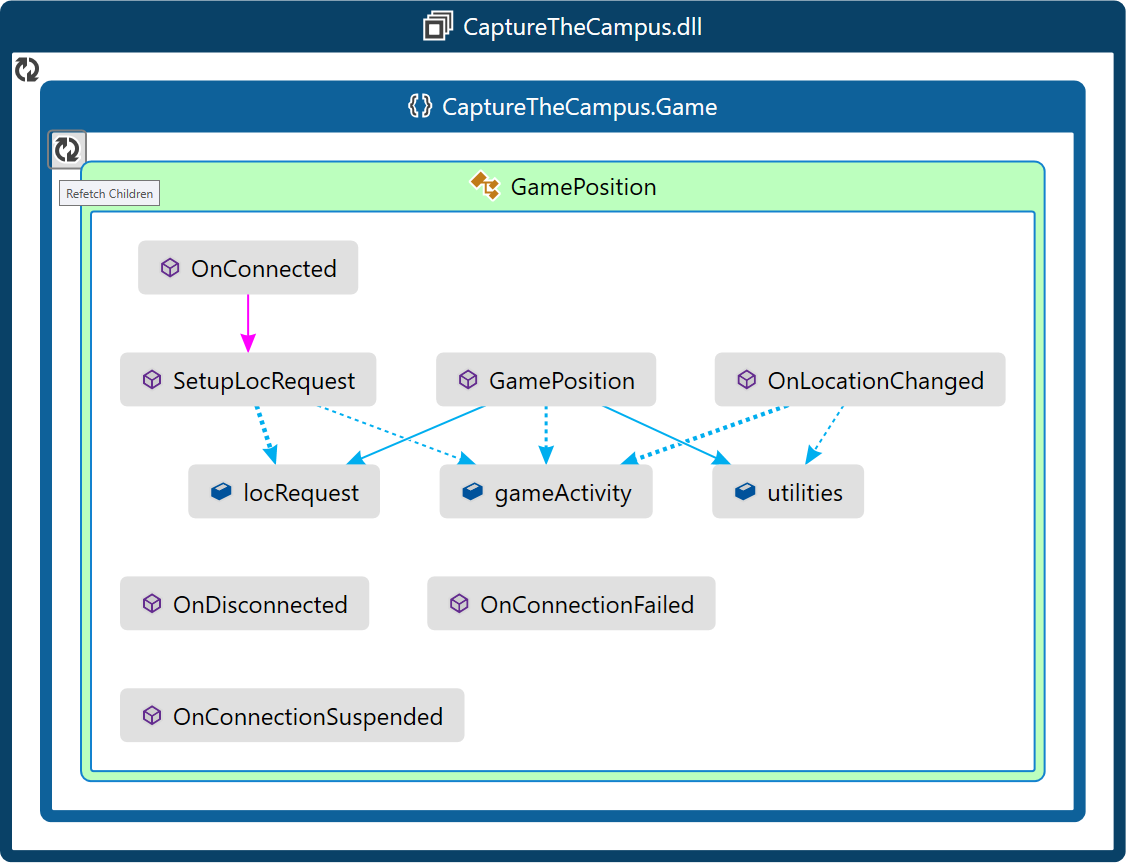 CaptureTheCampus.dll
{} CaptureTheCampus.Game
GamePosition
Refetch Children
OnConnected
SetupLocRequest
GamePosition
OnLocationChanged
locRequest
gameActivity
utilities
OnDisconnected
OnConnectionFailed
OnConnectionSuspended